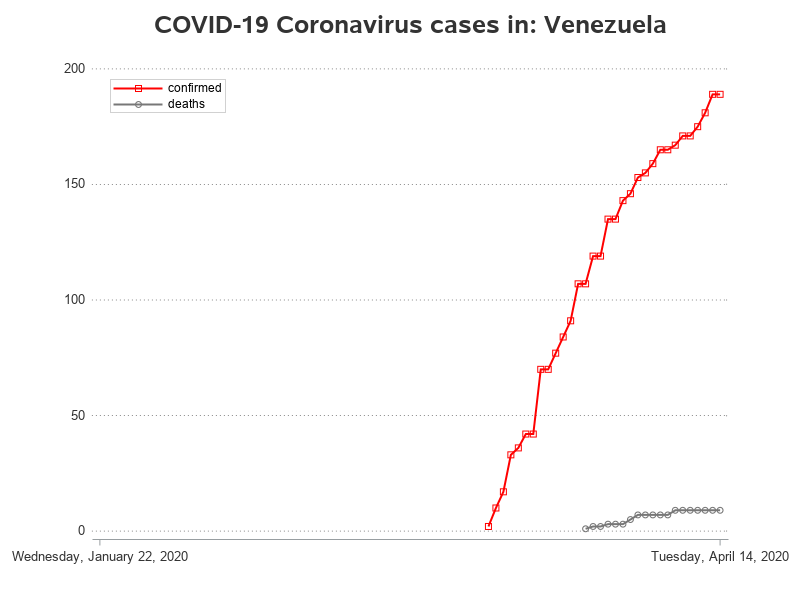 COVID-19 Coronavirus cases in: Venezuela
200
confirmed
deaths
150
100
50
0
Wednesday, January 22, 2020
Tuesday, April 14, 2020